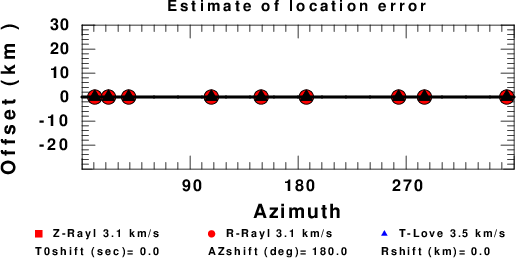 Estimate of location error
30
20
10
0
-10
-20
Offset (km)
90 180 270
Azimuth
Z-Rayl 3.1 km/s R-Rayl 3.1 km/s T-Love 3.5 km/s
T0shift (sec)= 0.0 AZshift (deg)= 180.0 Rshift (km)= 0.0